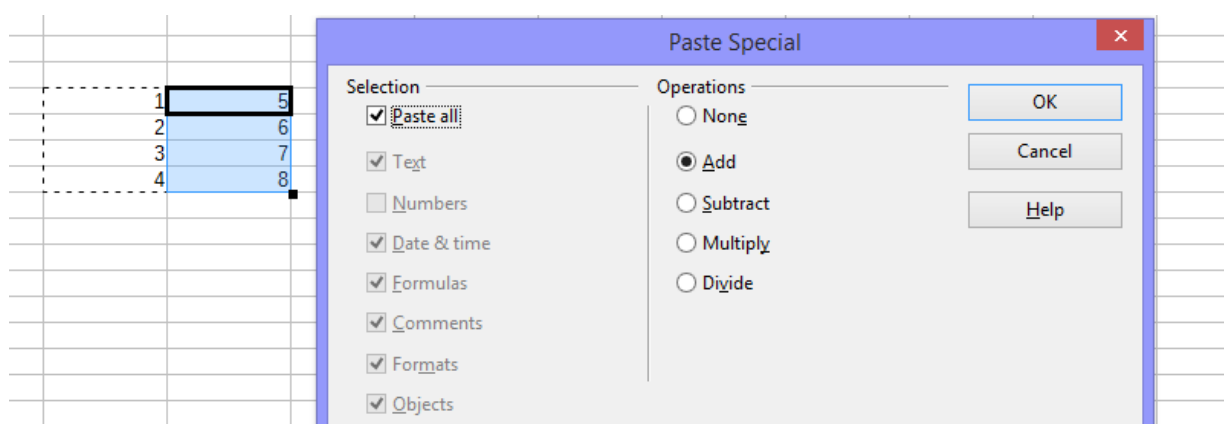 Paste Special
Selection
Operations
1 5
2 6
3 7
4 8
Paste all
Text
Numbers
Date & time
Formulas
Comments
Formats
Objects
None
Add
Subtract
Multiply
Divide
OK
Cancel
Help